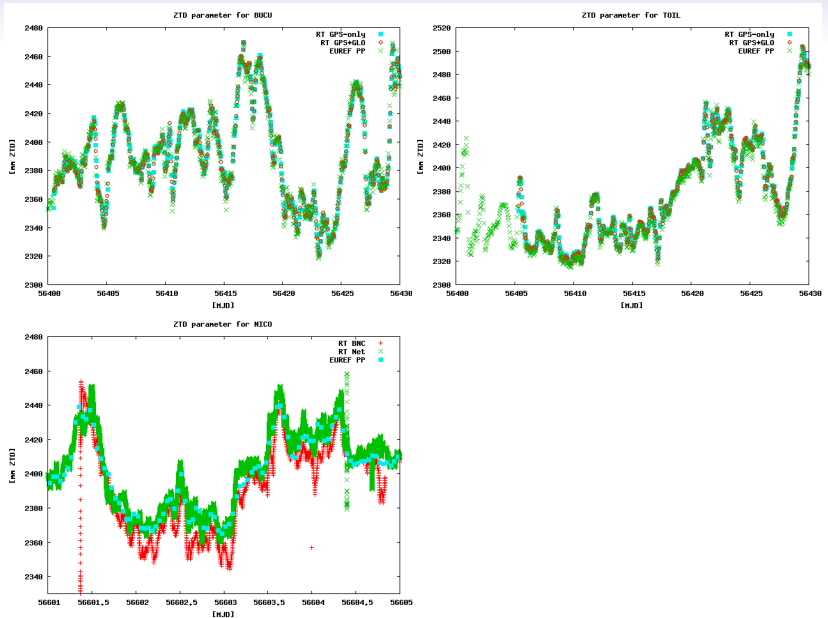 ZTD parameter for BUCU
RT GPS-only
RT GPS+GLO
EUREF PP
[mm ZTD]
2480
2460
2440
2420
2400
2380
2360
2340
2320
2300
56400 56405 56410 56415 56420 56425 56430
[MJD]
ZTD parameter for TOIL
RT GPS-only
RT GPS+GLO
EUREF PP
[mm ZTD]
2520
2500
2480
2460
2440
2420
2400
2380
2360
2340
2320
2300
56400 56405 56410 56415 56420 56425 56430
[MJD]
ZTD parameter for NICO
RT BNC
RT Net
EUREF PP
[mm ZTD]
2480
2460
2440
2420
2400
2380
2360
2340
56601 56601,5 56602 56602,5 56603 56603,5 56604 56604,5 56605
[MJD]